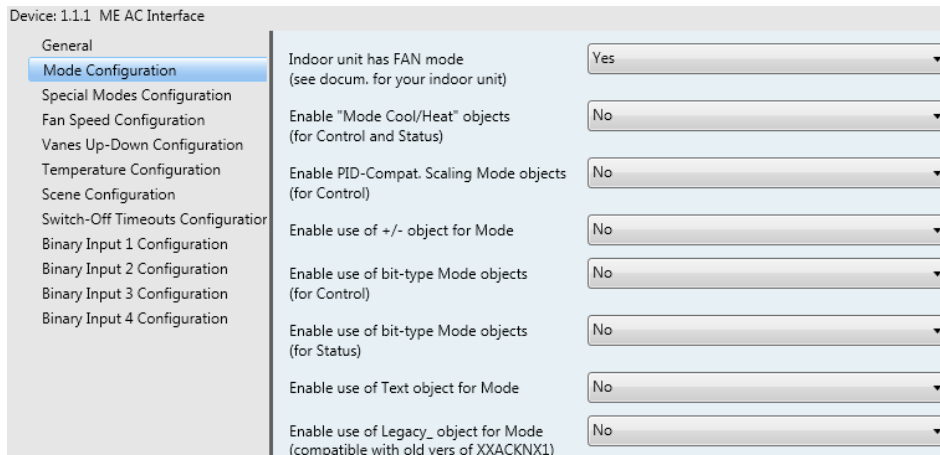 Device: 1.1.1 ME AC Interface
General
Mode Configuration
Special Modes Configuration
Fan Speed Configuration
Vanes Up-Down Configuration
Temperature Configuration
Scene Configuration
Switch-Off Timeouts Configuration
Binary Input 1 Configuration
Binary Input 2 Configuration
Binary Input 3 Configuration
Binary Input 4 Configuration
Indoor unit has FAN mode
(see docum. for your indoor unit)
Yes
Enable "Mode Cool/Heat" objects
(for Control and Status)
No
Enable PID-Compat. Scaling Mode objects
(for Control)
No
Enable use of +/- object for Mode
No
Enable use of bit-type Mode objects
(for Control)
No
Enable use of bit-type Mode objects
(for Status)
No
Enable use of Text object for Mode
No
Enable use of Legacy_ object for Mode
(compatible with old vers of XXACKNX1)
No